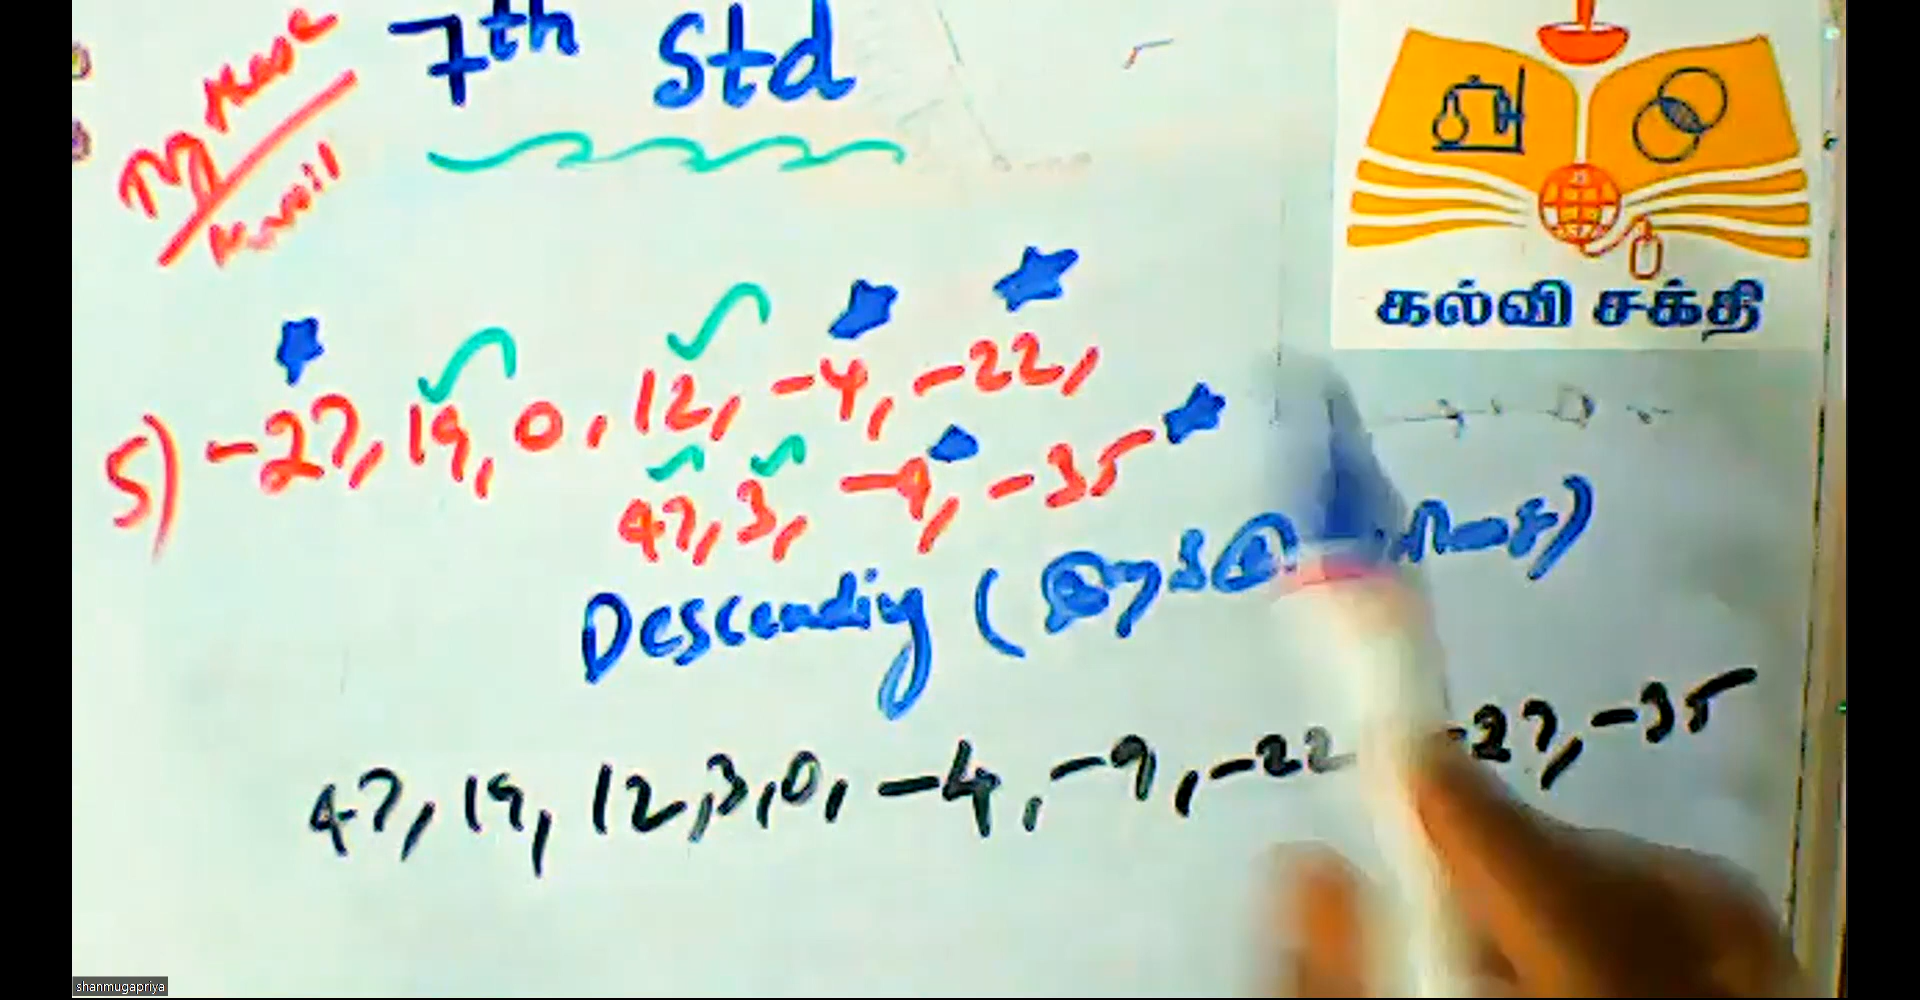 7th Std
கல்வி சக்தி
5) -27, 19, 0, 12, -4, -22,
47, 3, -9, -35
Descending (
47, 19, 12, 3, 0, -4, -9, -22 -27, -35
shanmugapriya